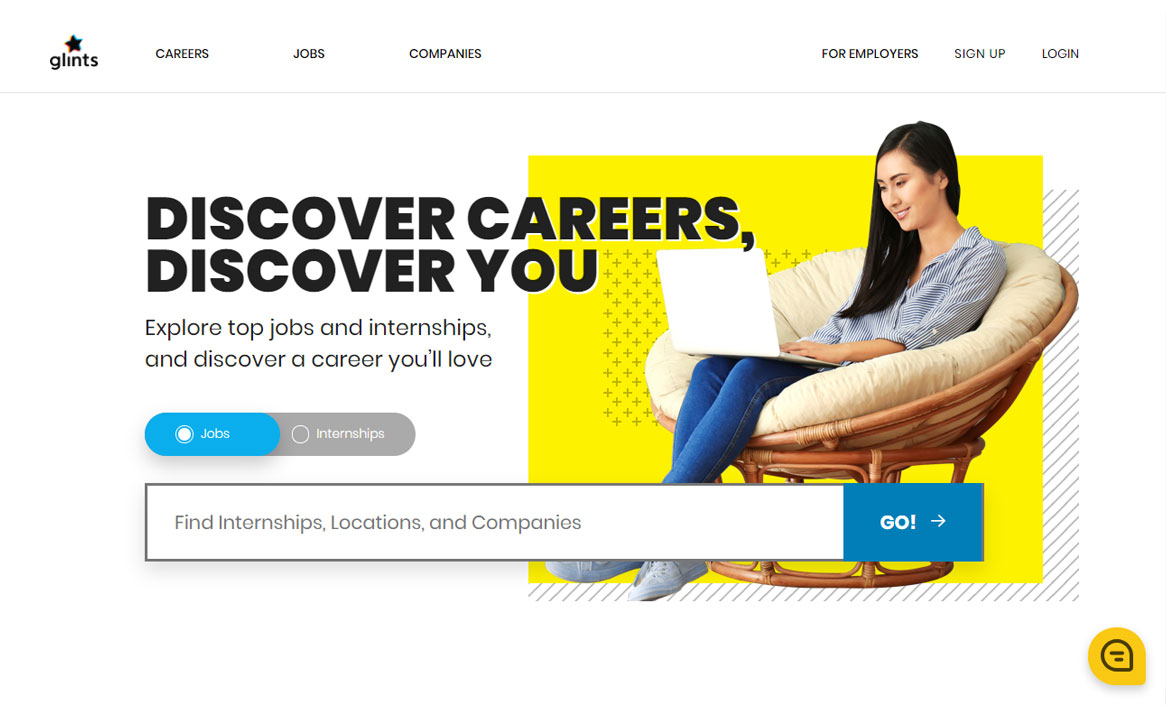 glints
CAREERS
JOBS
COMPANIES
FOR EMPLOYERS
SIGN UP
LOGIN
DISCOVER CAREERS,
DISCOVER YOU
Explore top jobs and internships,
and discover a career you'll love
Jobs
Internships
Find Internships, Locations, and Companies
GO! →